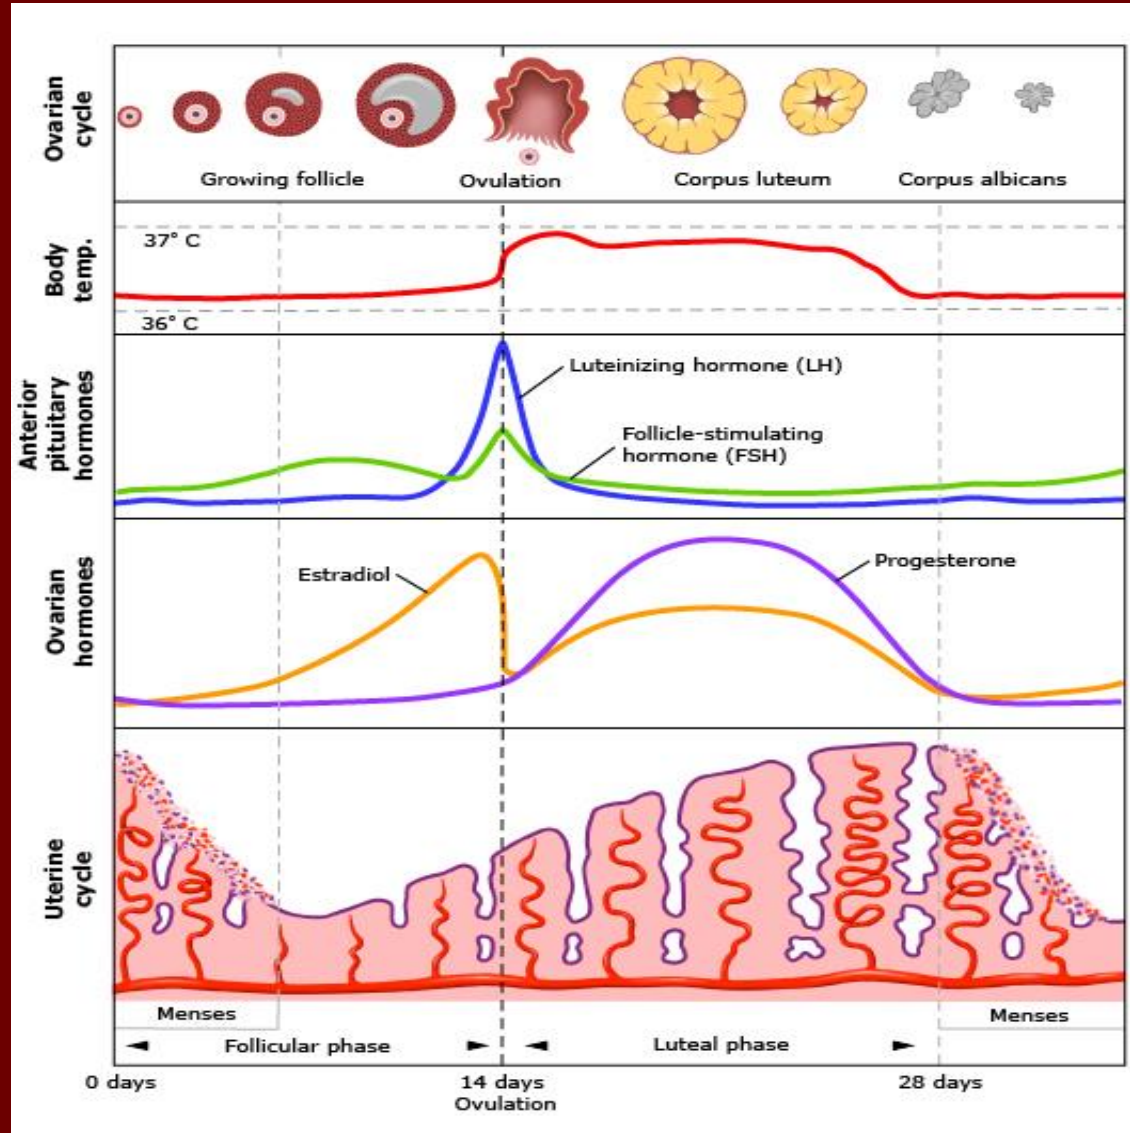 Ovarian
cycle
Growing follicle
Ovulation
Corpus luteum
Corpus albicans
Body
temp.
37° C
36° C
Anterior
pituitary
hormones
Luteinizing hormone (LH)
Follicle-stimulating
hormone (FSH)
Ovarian
hormones
Estradiol
Progesterone
Uterine
cycle
Menses
Menses
Follicular phase
Luteal phase
0 days
14 days
Ovulation
28 days